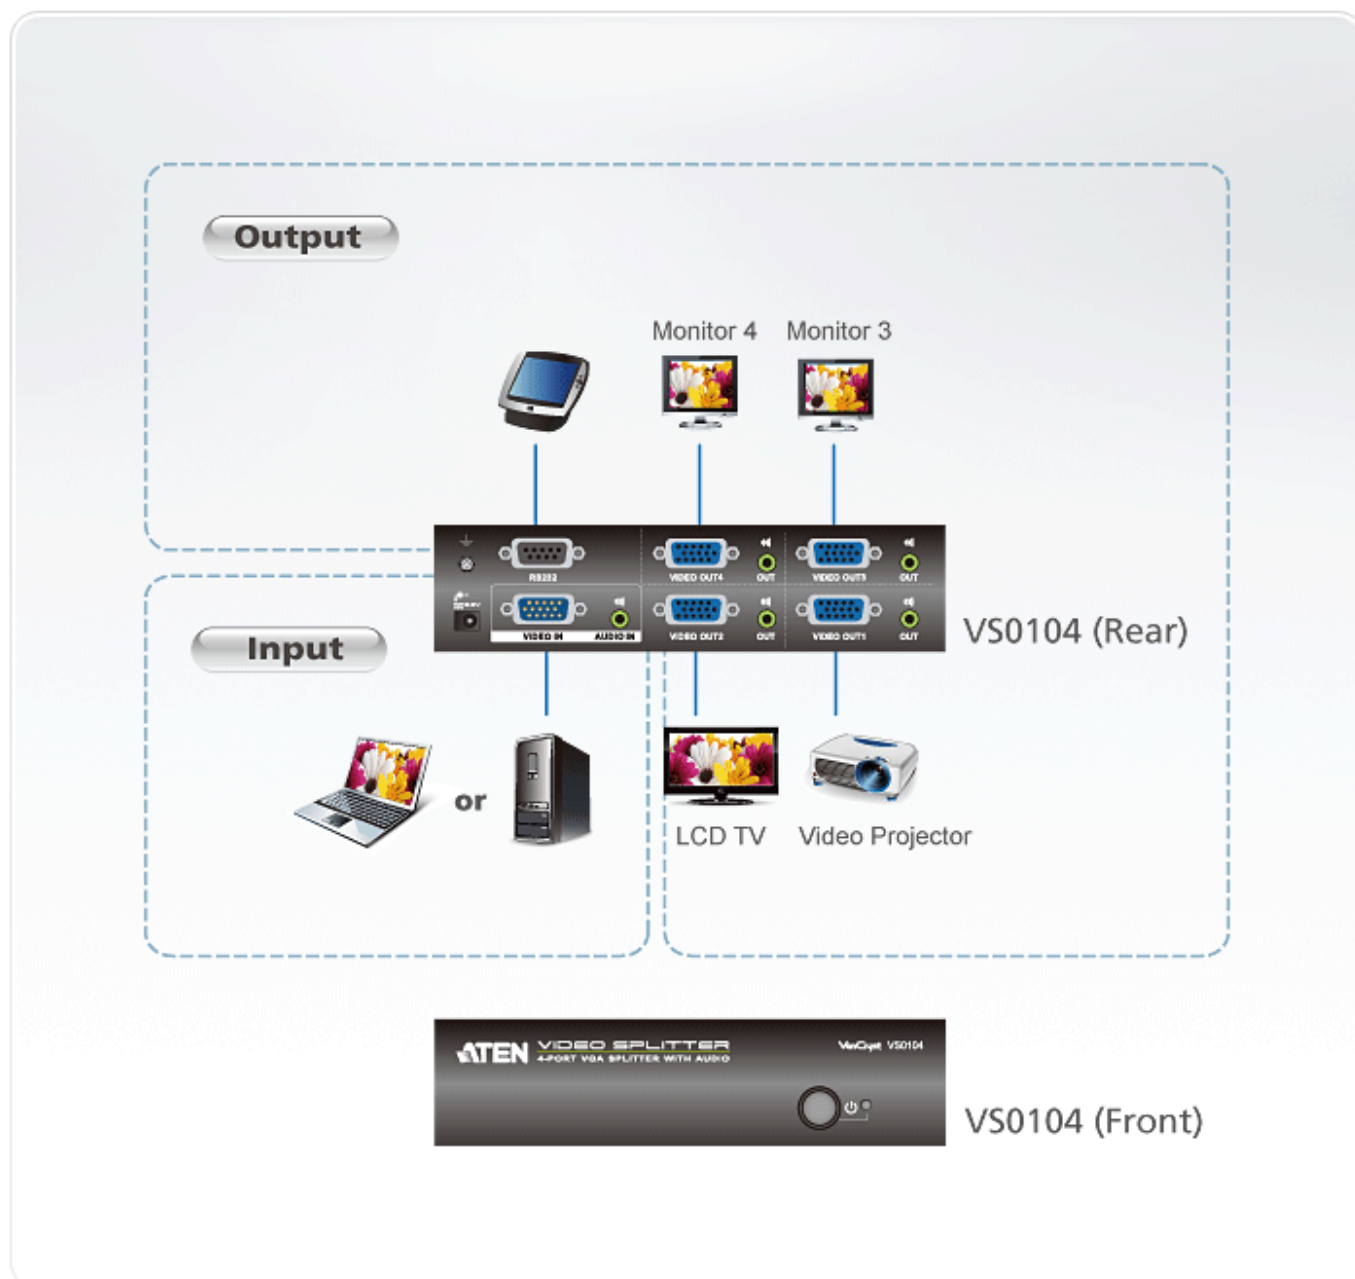 Output
Monitor 4 Monitor 3
RS232
VIDEO OUT4 OUT VIDEO OUT3 OUT
VIDEO IN AUDIO IN VIDEO OUT2 OUT VIDEO OUT1 OUT
VS0104 (Rear)
Input
or
LCD TV Video Projector
ATEN VIDEO SPLITTER
4-PORT VGA SPLITTER WITH AUDIO
VanCryst VS0104
VS0104 (Front)